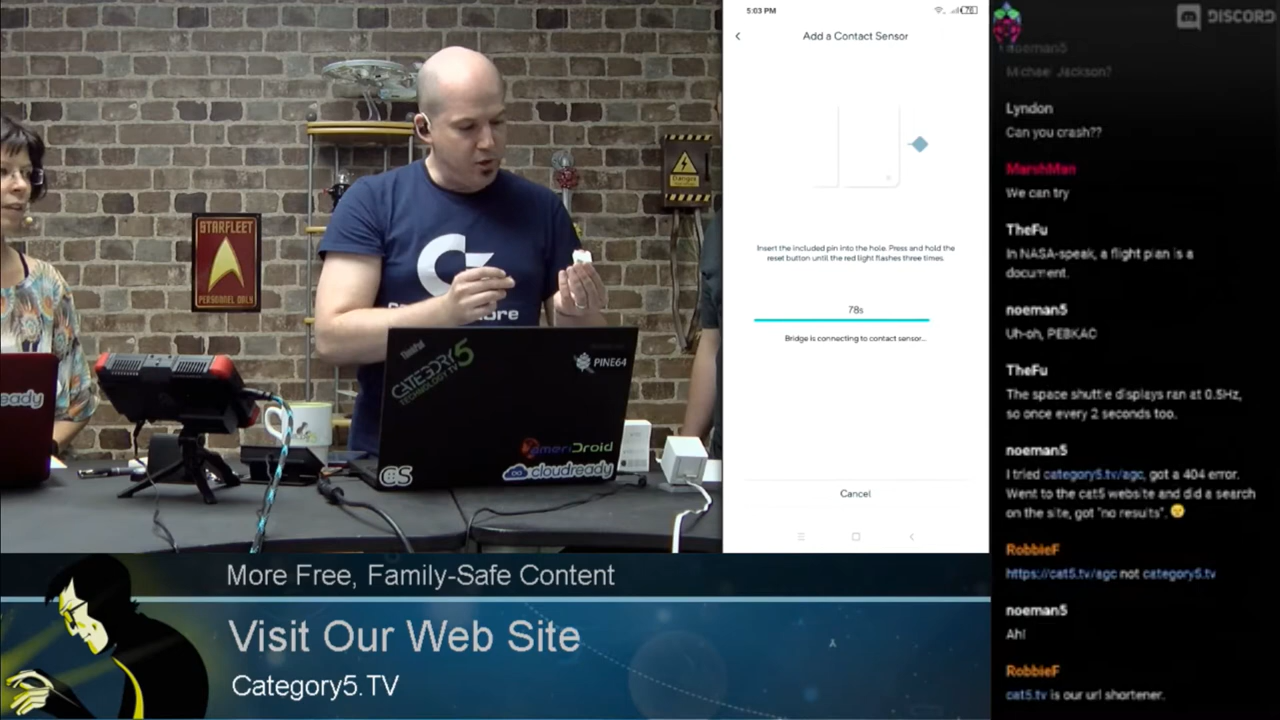 STARFLEET
PERSONNEL ONLY
CATEGORY5
TECHNOLOGY TV
PINE64
ameriDroid
cloudready
CS
5:03 PM
76
Add a Contact Sensor
Insert the included pin into the hole. Press and hold the
reset button until the red light flashes three times.
78s
Bridge is connecting to contact sensor...
Cancel
DISCORD
noeman5
Michael Jackson?
Lyndon
Can you crash??
MarshMan
We can try
TheFu
In NASA-speak, a flight plan is a
document.
noeman5
Uh-oh, PEBKAC
TheFu
The space shuttle displays ran at 0.5Hz,
so once every 2 seconds too.
noeman5
I tried category5.tv/agc, got a 404 error.
Went to the cat5 website and did a search
on the site, got "no results".
RobbieF
https://cat5.tv/agc not category5.tv
noeman5
Ah!
RobbieF
cat5.tv is our url shortener.
More Free, Family-Safe Content
Visit Our Web Site
Category5.TV